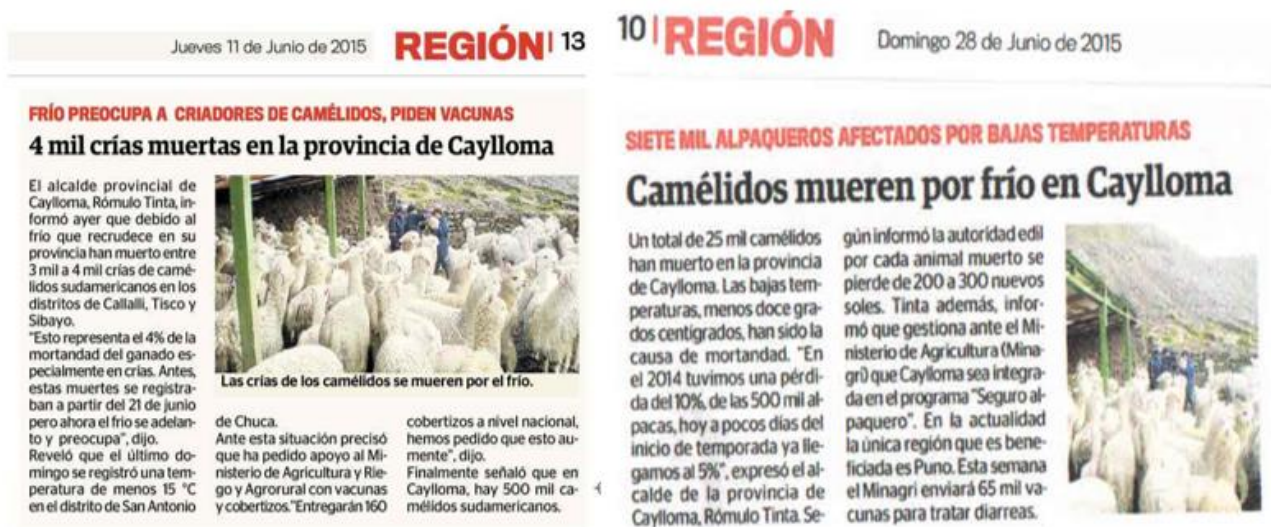 Jueves 11 de Junio de 2015 REGIÓN 13
FRÍO PREOCUPA A CRIADORES DE CAMÉLIDOS, PIDEN VACUNAS
4 mil crías muertas en la provincia de Caylloma
El alcalde provincial de
Caylloma, Rómulo Tinta, in-
formó ayer que debido al
frío que recrudece en su
provincia han muerto entre
3 mil a 4 mil crías de camé-
lidos sudamericanos en los
distritos de Callalli, Tisco y
Sibayo.
"Esto representa el 4% de la
mortandad del ganado es-
pecialmente en crías. Antes,
estas muertes se registra-
ban a partir del 21 de junio
pero ahora el frío se adelan-
to y preocupa", dijo.
Reveló que el último do-
mingo se registró una tem-
peratura de menos 15 °C
en el distrito de San Antonio
Las crías de los camélidos se mueren por el frío.
de Chuca.
Ante esta situación precisó
que ha pedido apoyo al Mi-
nisterio de Agricultura y Rie-
go y Agrorural con vacunas
y cobertizos."Entregarán 160
cobertizos a nivel nacional,
hemos pedido que esto au-
mente", dijo.
Finalmente señaló que en
Caylloma, hay 500 mil ca-
mélidos sudamericanos.
10 REGIÓN Domingo 28 de Junio de 2015
SIETE MIL ALPAQUEROS AFECTADOS POR BAJAS TEMPERATURAS
Camélidos mueren por frío en Caylloma
Un total de 25 mil camélidos
han muerto en la provincia
de Caylloma. Las bajas tem-
peraturas, menos doce gra-
dos centígrados, han sido la
causa de mortandad. "En
el 2014 tuvimos una pérdi-
da del 10%, de las 500 mil al-
pacas, hoy a pocos días del
inicio de temporada ya lle-
gamos al 5%", expresó el al-
calde de la provincia de
Caylloma, Rómulo Tinta. Se-
gún informó la autoridad edil
por cada animal muerto se
pierde de 200 a 300 nuevos
soles. Tinta además, infor-
mó que gestiona ante el Mi-
nisterio de Agricultura (Mina-
gri) que Caylloma sea integra-
da en el programa "Seguro al-
paquero". En la actualidad
la única región que es bene-
ficiada es Puno. Esta semana
el Minagri enviará 65 mil va-
cunas para tratar diarreas.